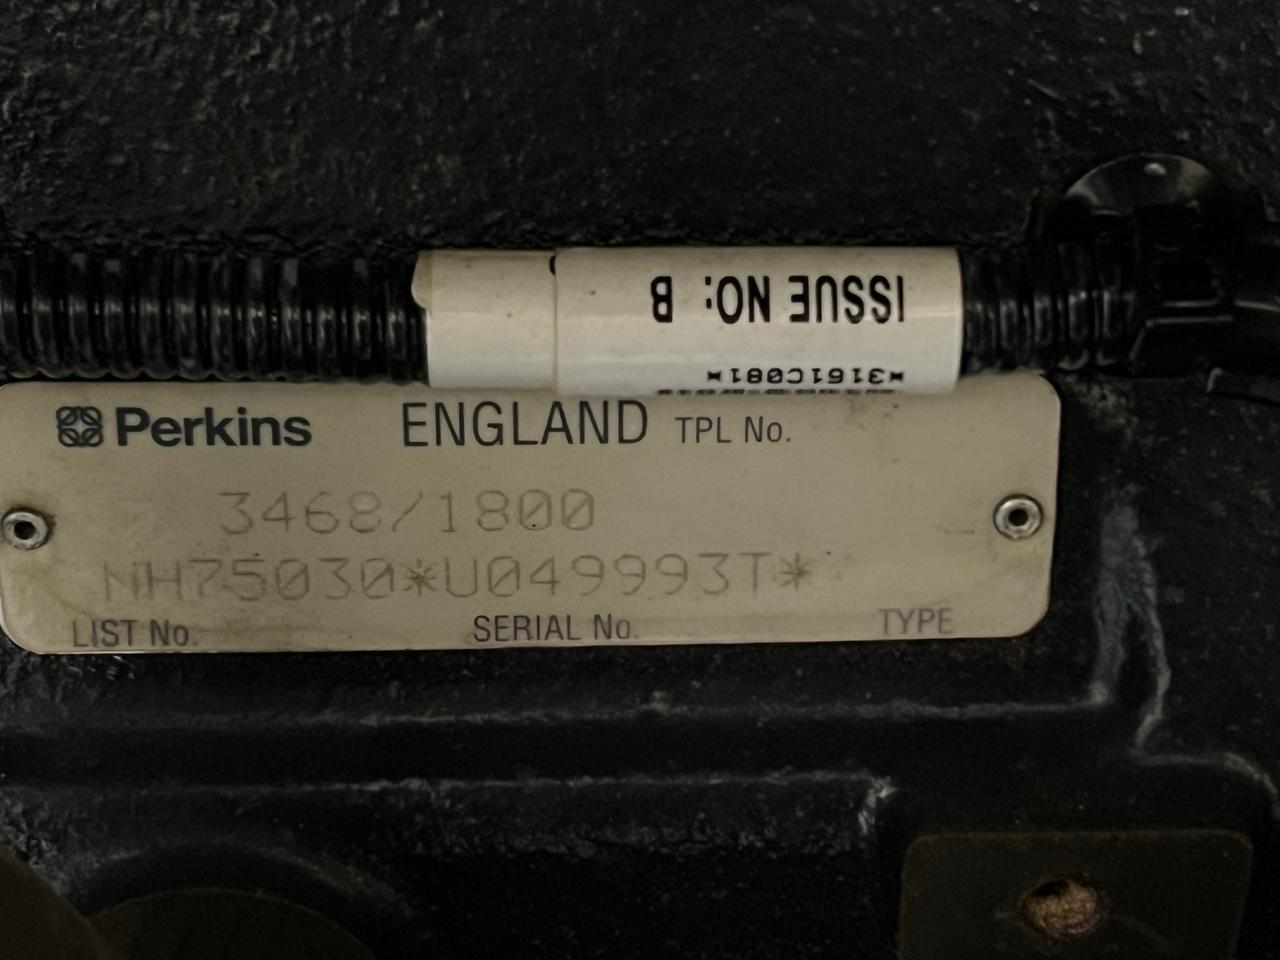 ISSUE NO: B
*3161C081*
Perkins ENGLAND TPL No.
3468/1800
NH75030*U049993T*
LIST No. SERIAL No. TYPE